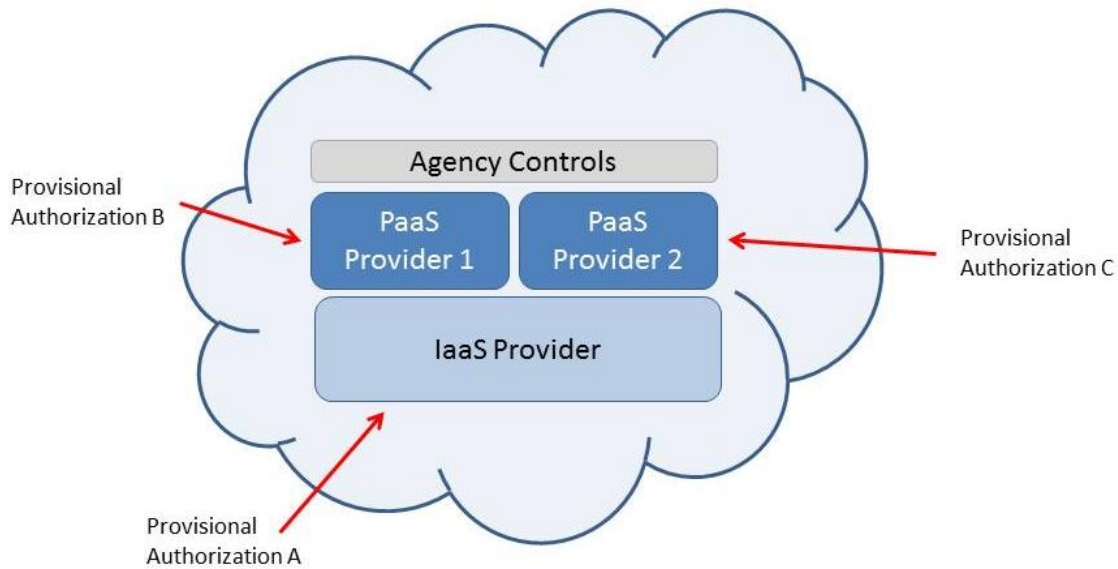 Agency Controls
Provisional
Authorization B
PaaS
Provider 1
PaaS
Provider 2
Provisional
Authorization C
IaaS Provider
Provisional
Authorization A